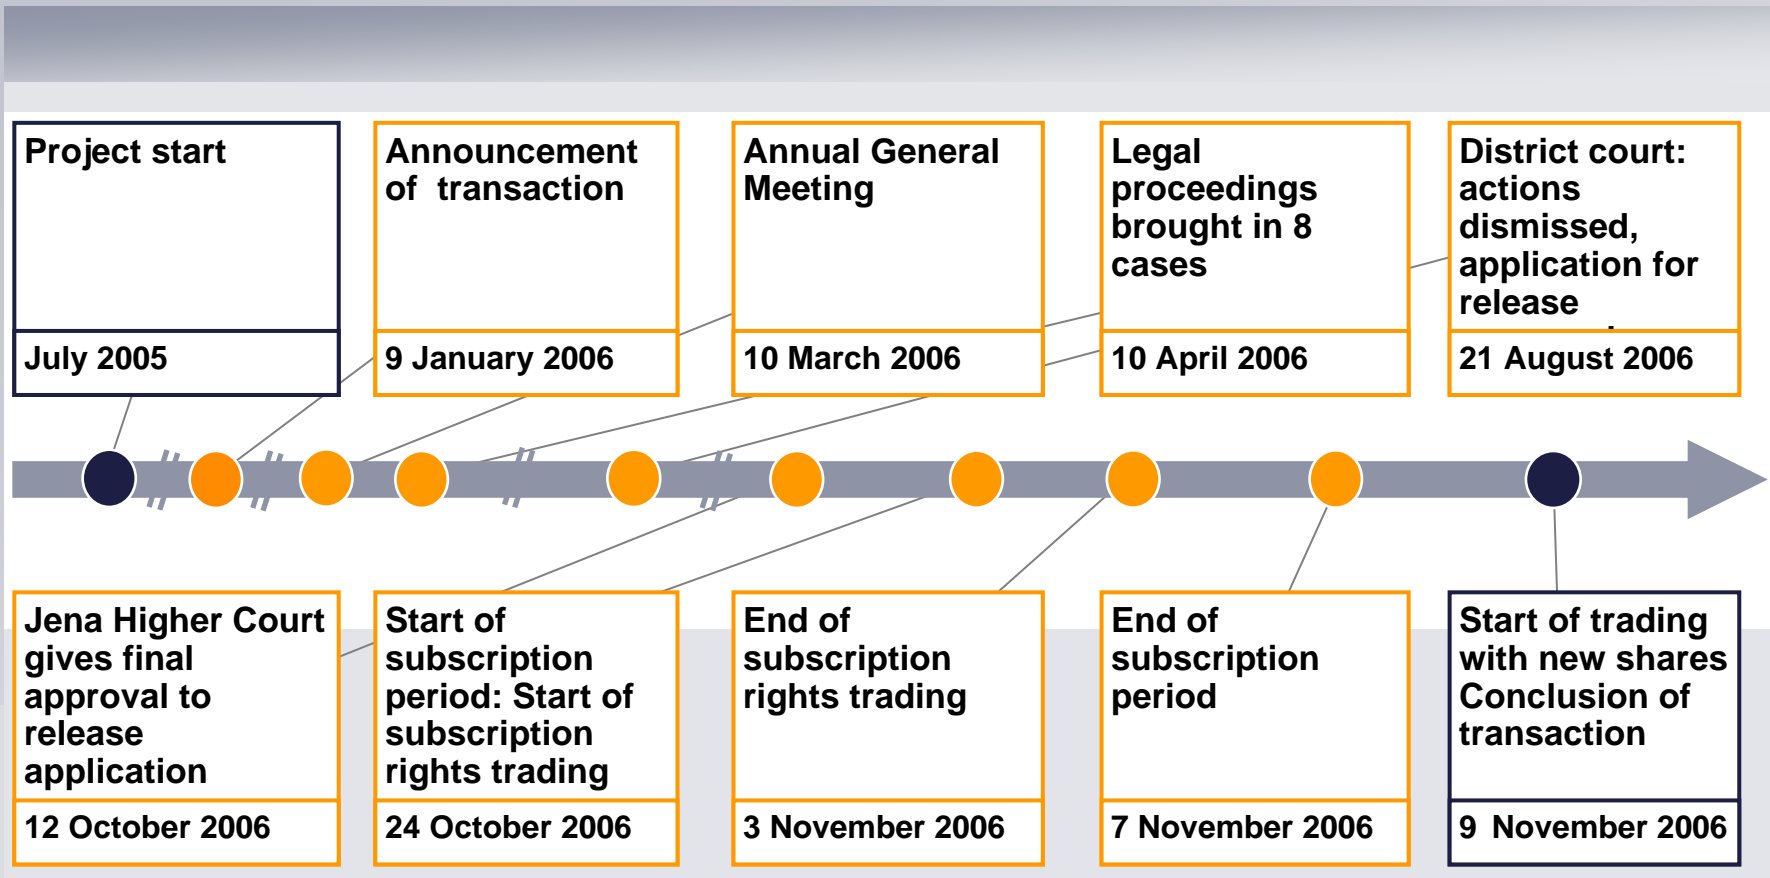 Project start
July 2005
Announcement
of transaction
9 January 2006
Annual General
Meeting
10 March 2006
Legal
proceedings
brought in 8
cases
10 April 2006
District court:
actions
dismissed,
application for
release
21 August 2006
Jena Higher Court
gives final
approval to
release
application
12 October 2006
Start of
subscription
period: Start of
subscription
rights trading
24 October 2006
End of
subscription
rights trading
3 November 2006
End of
subscription
period
7 November 2006
Start of trading
with new shares
Conclusion of
transaction
9 November 2006